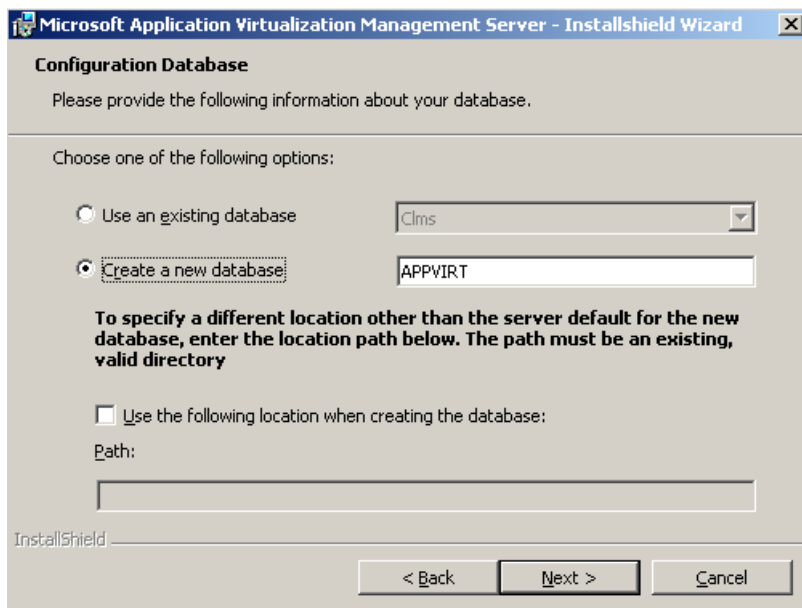 Microsoft Application Virtualization Management Server - Installshield Wizard
Configuration Database
Please provide the following information about your database.
Choose one of the following options:
Use an existing database
Clms
Create a new database
APPVIRT
To specify a different location other than the server default for the new
database, enter the location path below. The path must be an existing,
valid directory
Use the following location when creating the database:
Path:
InstallShield
< Back
Next >
Cancel